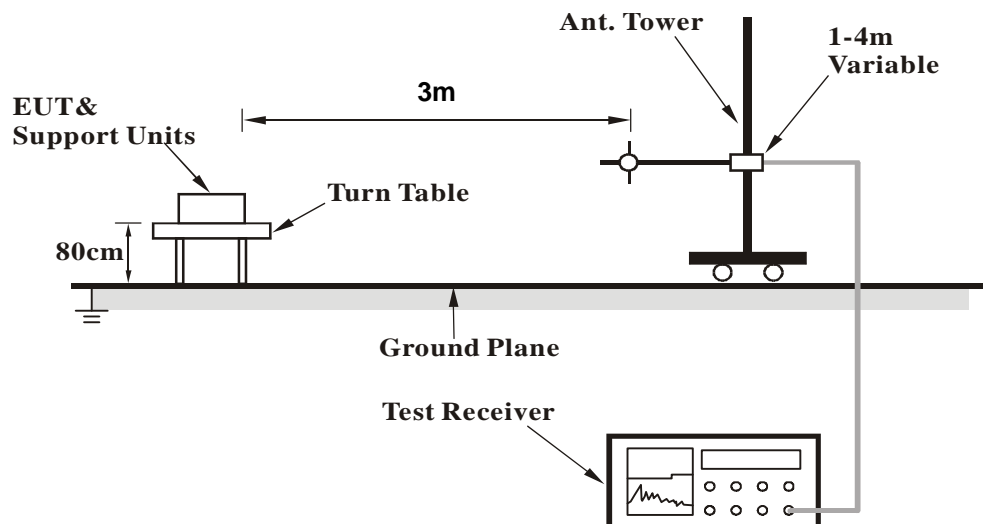 Ant. Tower
1-4m
Variable
3m
EUT&
Support Units
Turn Table
80cm
Ground Plane
Test Receiver